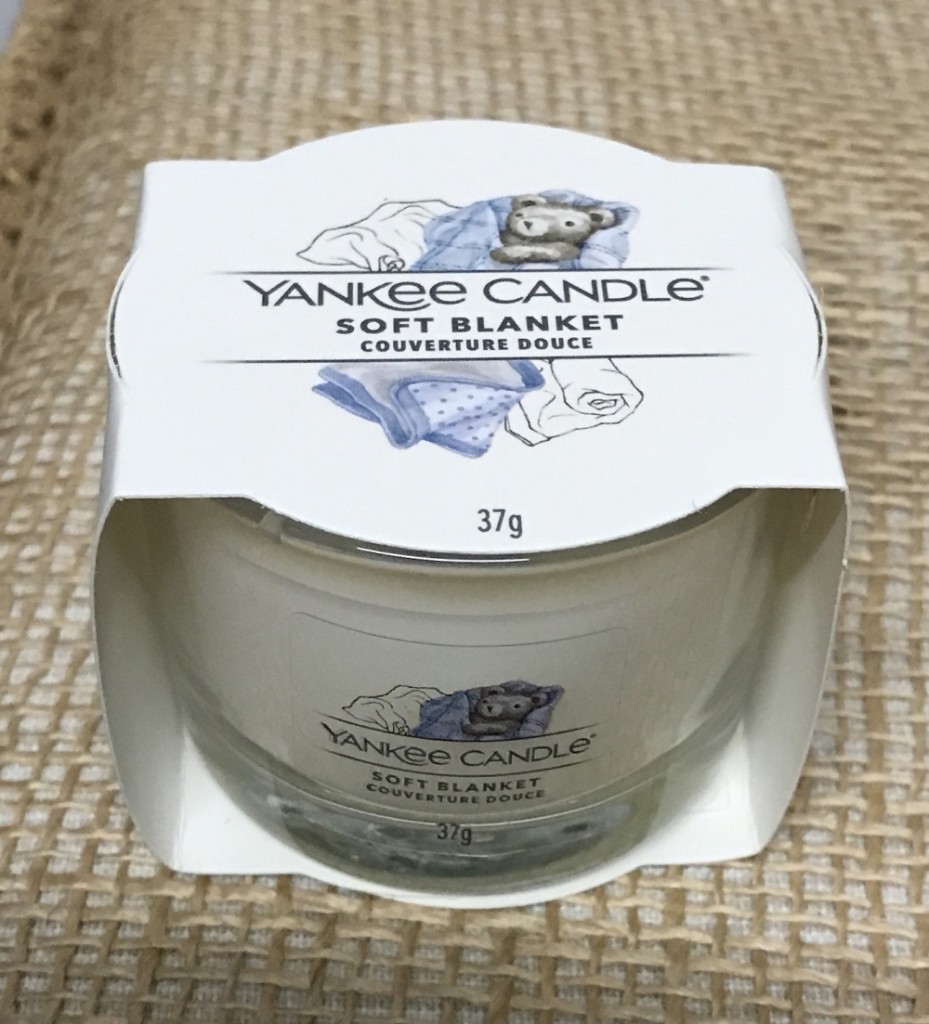 YANKEE CANDLE®
SOFT BLANKET
COUVERTURE DOUCE
37g
YANKEE CANDLE®
SOFT BLANKET
COUVERTURE DOUCE
37g